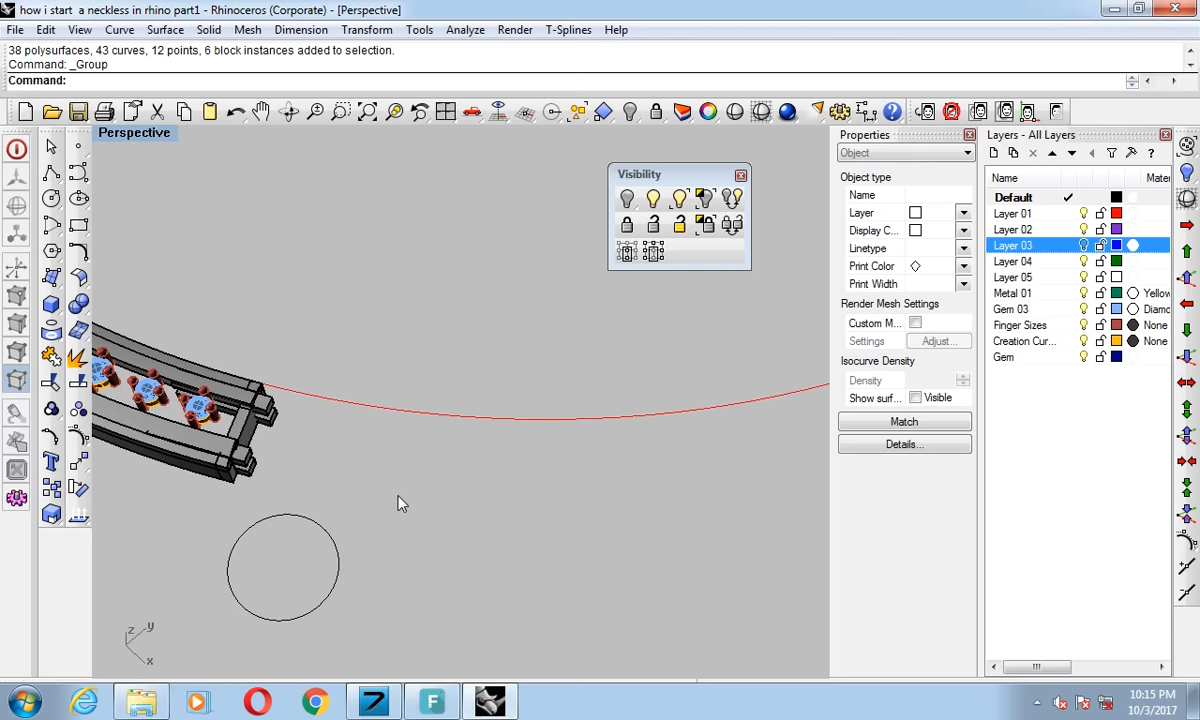 how i start a neckless in rhino part1 - Rhinoceros (Corporate) - [Perspective]
File Edit View Curve Surface Solid Mesh Dimension Transform Tools Analyze Render T-Splines Help
38 polysurfaces, 43 curves, 12 points, 6 block instances added to selection.
Command: _Group
Command:
Perspective
Visibility
Properties
Object
Object type
Name
Layer
Display C...
Linetype
Print Color
Print Width
Render Mesh Settings
Custom M...
Settings Adjust...
Isocurve Density
Density
Show surf... Visible
Match
Details...
Layers - All Layers
Name Mater
Default
Layer 01
Layer 02
Layer 03
Layer 04
Layer 05
Metal 01 Yellow
Gem 03 Diamo
Finger Sizes None
Creation Cur... None
Gem
z y
x
10:15 PM
10/3/2017